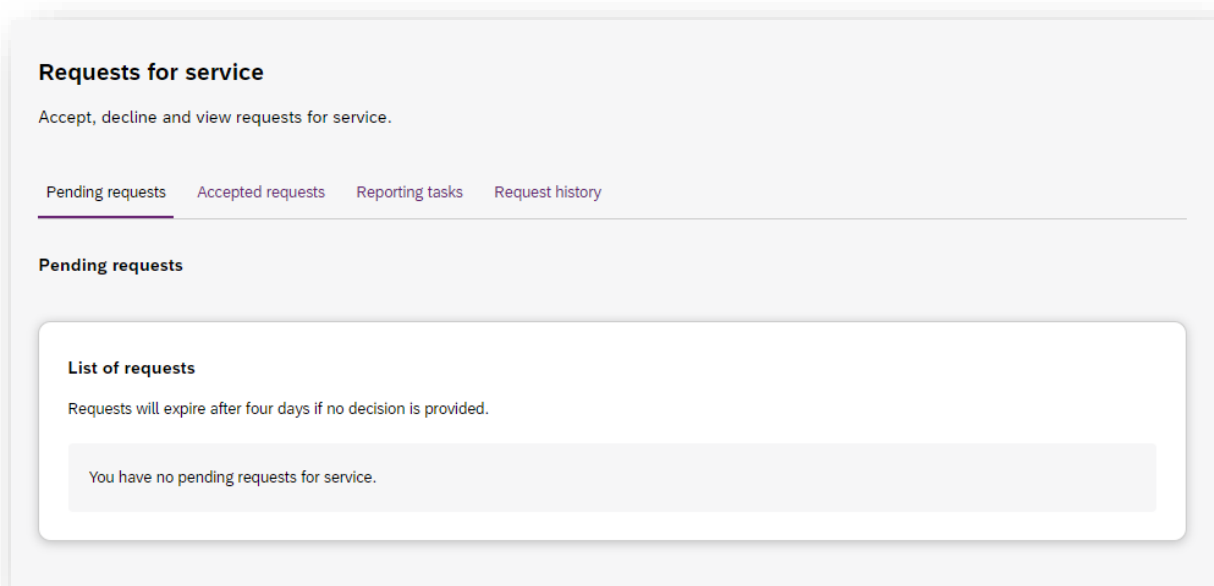 Requests for service
Accept, decline and view requests for service.
Pending requests Accepted requests Reporting tasks Request history
Pending requests
List of requests
Requests will expire after four days if no decision is provided.
You have no pending requests for service.